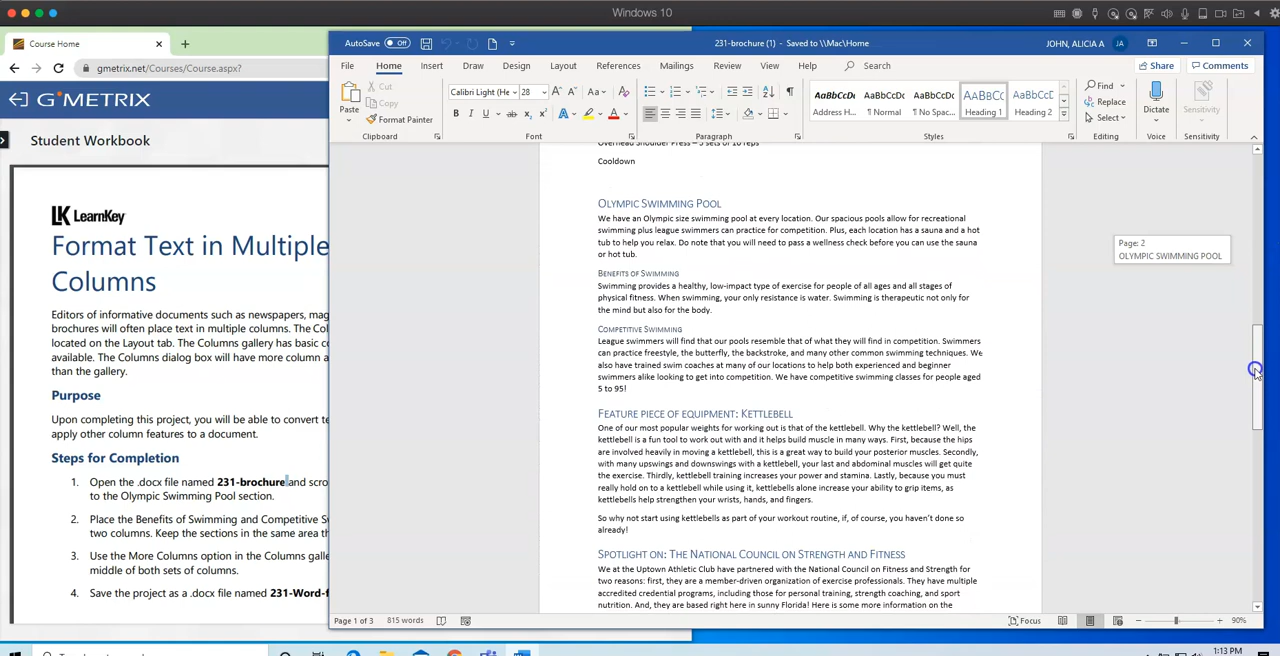 Windows 10
Course Home
gmetrix.net/Courses/Course.aspx?
GMETRIX
Student Workbook
LK LearnKey
Format Text in Multiple
Columns
Editors of informative documents such as newspapers, mag
brochures will often place text in multiple columns. The Col
located on the Layout tab. The Columns gallery has basic co
available. The Columns dialog box will have more column a
than the gallery.
Purpose
Upon completing this project, you will be able to convert te
apply other column features to a document.
Steps for Completion
1. Open the .docx file named 231-brochure and scro
to the Olympic Swimming Pool section.
2. Place the Benefits of Swimming and Competitive S
two columns. Keep the sections in the same area th
3. Use the More Columns option in the Columns galle
middle of both sets of columns.
4. Save the project as a .docx file named 231-Word-f
AutoSave Off
231-brochure (1) - Saved to \\Mac\Home
JOHN, ALICIA A JA
File Home Insert Draw Design Layout References Mailings Review View Help Search
Share Comments
Paste
Cut
Copy
Format Painter
Clipboard
Calibri Light (He 28
Font
Paragraph
AaBbCcDc
Address H...
AaBbCcDc
¶ Normal
AaBbCcDc
¶ No Spac...
AaBbCc
Heading 1
AaBbCcD
Heading 2
Styles
Find
Replace
Select
Editing
Dictate
Voice
Sensitivity
Sensitivity
Overhead Shoulder Press – 3 sets of 10 reps
Cooldown
OLYMPIC SWIMMING POOL
We have an Olympic size swimming pool at every location. Our spacious pools allow for recreational
swimming plus league swimmers can practice for competition. Plus, each location has a sauna and a hot
tub to help you relax. Do note that you will need to pass a wellness check before you can use the sauna
or hot tub.
BENEFITS OF SWIMMING
Swimming provides a healthy, low-impact type of exercise for people of all ages and all stages of
physical fitness. When swimming, your only resistance is water. Swimming is therapeutic not only for
the mind but also for the body.
COMPETITIVE SWIMMING
League swimmers will find that our pools resemble that of what they will find in competition. Swimmers
can practice freestyle, the butterfly, the backstroke, and many other common swimming techniques. We
also have trained swim coaches at many of our locations to help both experienced and beginner
swimmers alike looking to get into competition. We have competitive swimming classes for people aged
5 to 95!
FEATURE PIECE OF EQUIPMENT: KETTLEBELL
One of our most popular weights for working out is that of the kettlebell. Why the kettlebell? Well, the
kettlebell is a fun tool to work out with and it helps build muscle in many ways. First, because the hips
are involved heavily in moving a kettlebell, this is a great way to build your posterior muscles. Secondly,
with many upswings and downswings with a kettlebell, your last and abdominal muscles will get quite
the exercise. Thirdly, kettlebell training increases your power and stamina. Lastly, because you must
really hold on to a kettlebell while using it, kettlebells alone increase your ability to grip items, as
kettlebells help strengthen your wrists, hands, and fingers.
So why not start using kettlebells as part of your workout routine, if, of course, you haven't done so
already!
SPOTLIGHT ON: THE NATIONAL COUNCIL ON STRENGTH AND FITNESS
We at the Uptown Athletic Club have partnered with the National Council on Fitness and Strength for
two reasons: first, they are a member-driven organization of exercise professionals. They have multiple
accredited credential programs, including those for personal training, strength coaching, and sport
nutrition. And, they are based right here in sunny Florida! Here is some more information on the
Page: 2
OLYMPIC SWIMMING POOL
Page 1 of 3 815 words
Focus
90%
1:13 PM